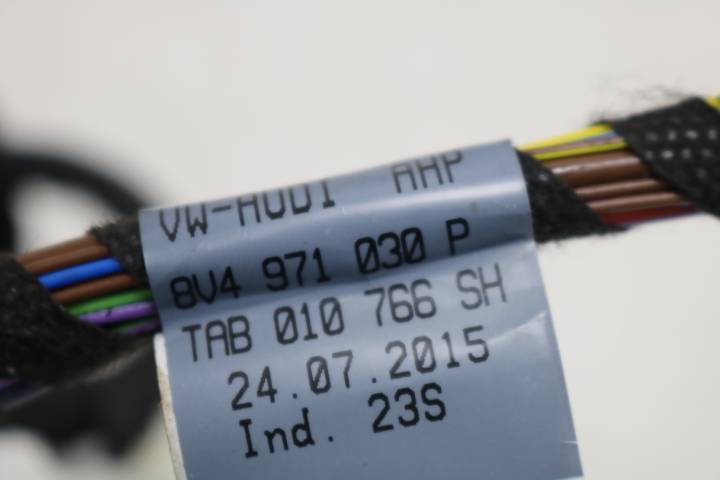 VW-AUDI AHP
8V4 971 030 P
TAB 010 766 SH
24.07.2015
Ind. 23S